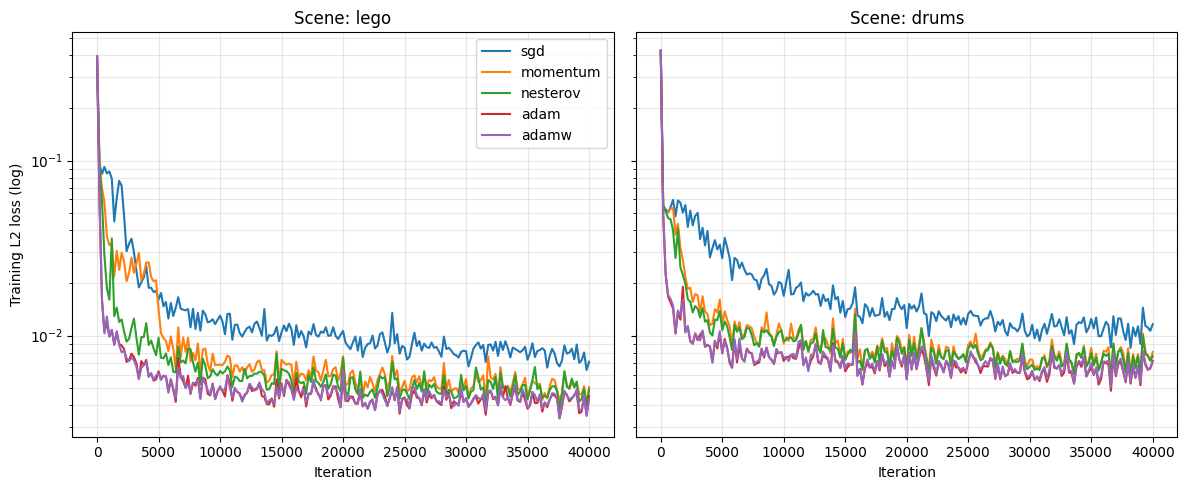 Scene: lego
Scene: drums
Training L2 loss (log)
10⁻¹
10⁻²
sgd
momentum
nesterov
adam
adamw
0 5000 10000 15000 20000 25000 30000 35000 40000
0 5000 10000 15000 20000 25000 30000 35000 40000
Iteration
Iteration